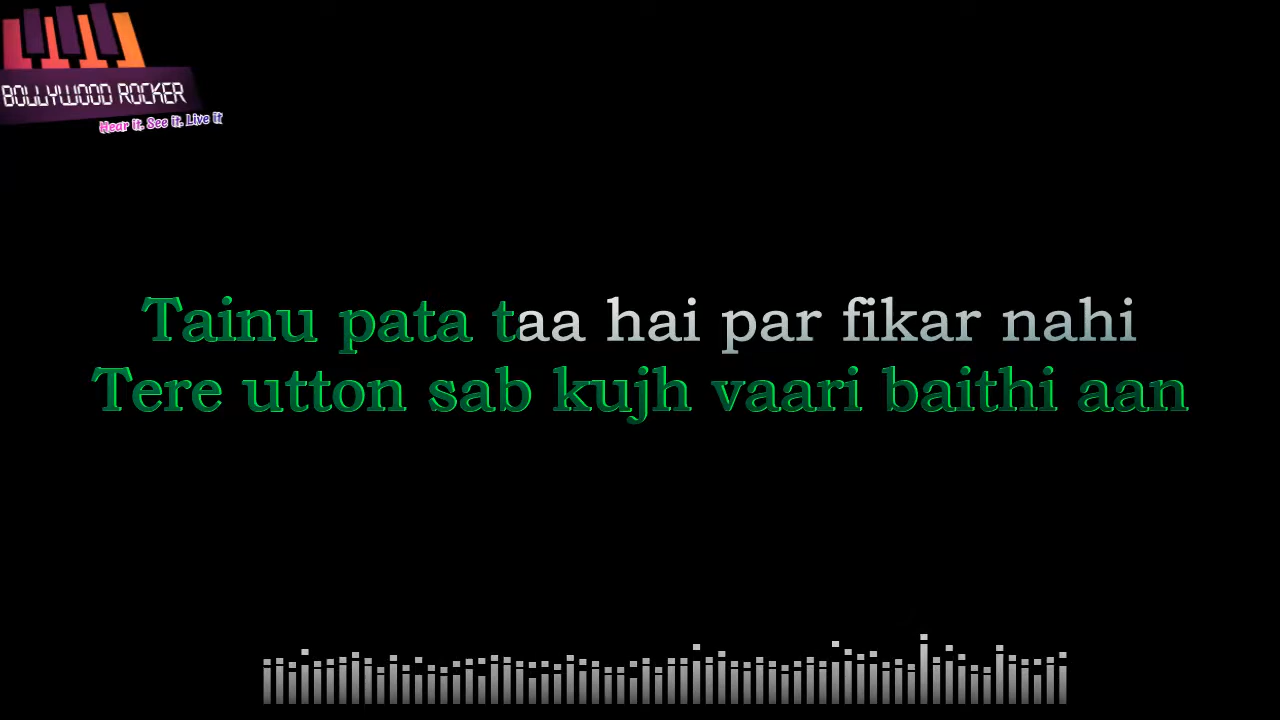 BOLLYWOOD ROCKER
Hear it. See it. Live it
Tainu pata taa hai par fikar nahi
Tere utton sab kujh vaari baithi aan